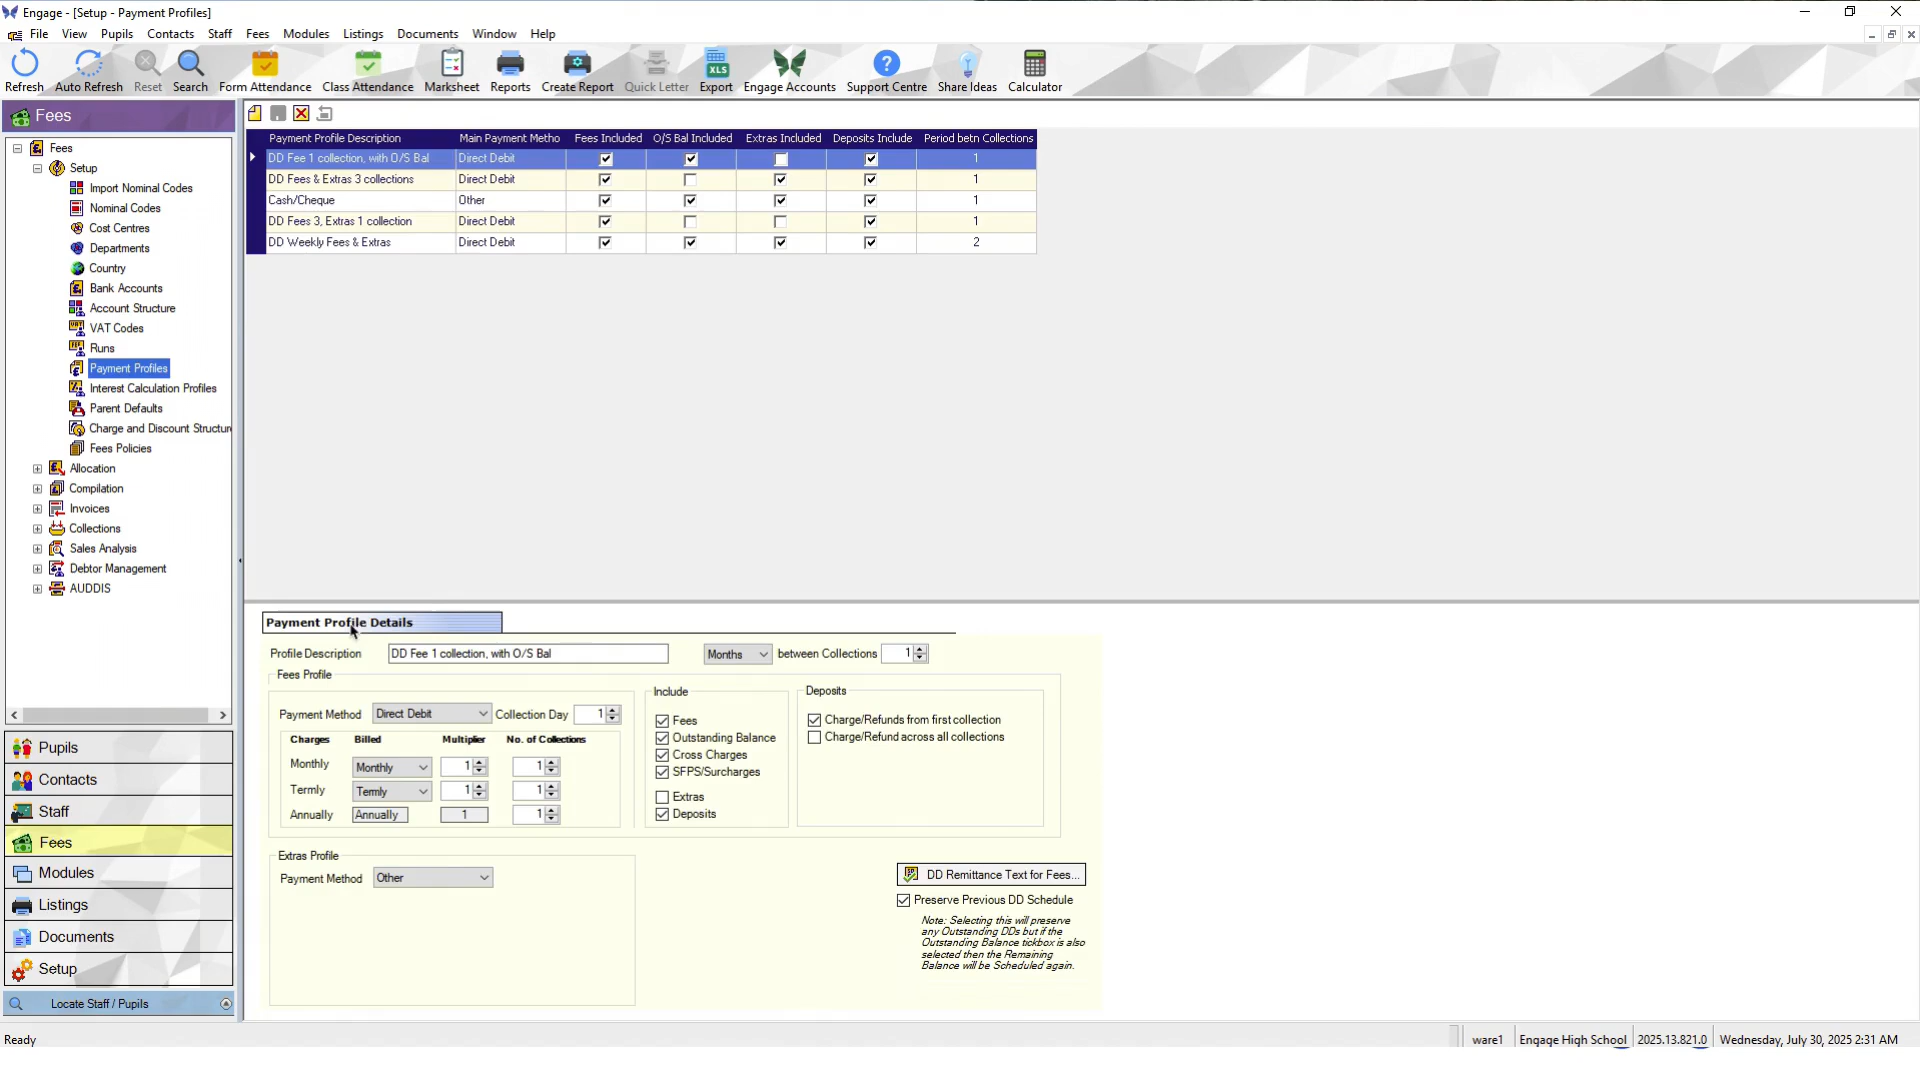 Engage - [Setup - Payment Profiles]
File View Pupils Contacts Staff Fees Modules Listings Documents Window Help
Refresh Auto Refresh Reset Search Form Attendance Class Attendance Marksheet Reports Create Report Quick Letter Export Engage Accounts Support Centre Share Ideas Calculator
Fees
Fees
Setup
Import Nominal Codes
Nominal Codes
Cost Centres
Departments
Country
Bank Accounts
Account Structure
VAT Codes
Runs
Payment Profiles
Interest Calculation Profiles
Parent Defaults
Charge and Discount Structur
Fees Policies
Allocation
Compilation
Invoices
Collections
Sales Analysis
Debtor Management
AUDDIS
Pupils
Contacts
Staff
Fees
Modules
Listings
Documents
Setup
Locate Staff / Pupils
Payment Profile Description Main Payment Metho Fees Included O/S Bal Included Extras Included Deposits Include Period betn Collections
DD Fee 1 collection, with O/S Bal Direct Debit 1
DD Fees & Extras 3 collections Direct Debit 1
Cash/Cheque Other 1
DD Fees 3, Extras 1 collection Direct Debit 1
DD Weekly Fees & Extras Direct Debit 2
Payment Profile Details
Profile Description DD Fee 1 collection, with O/S Bal Months between Collections 1
Fees Profile
Payment Method Direct Debit Collection Day 1
Charges Billed Multiplier No. of Collections
Monthly Monthly 1 1
Termly Termly 1 1
Annually Annually 1 1
Include
Fees
Outstanding Balance
Cross Charges
SFPS/Surcharges
Extras
Deposits
Deposits
Charge/Refunds from first collection
Charge/Refund across all collections
Extras Profile
Payment Method Other
DD Remittance Text for Fees...
Preserve Previous DD Schedule
Note: Selecting this will preserve
any Outstanding DDs but if the
Outstanding Balance tickbox is also
selected then the Remaining
Balance will be Scheduled again.
Ready
ware1 Engage High School 2025.13.821.0 Wednesday, July 30, 2025 2:31 AM